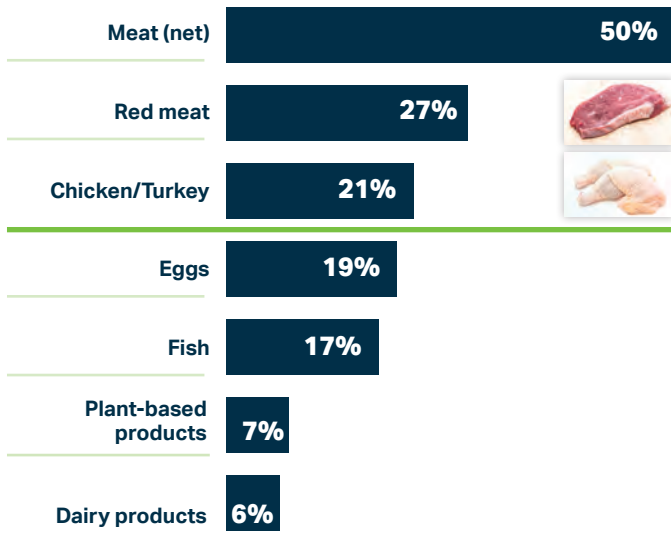 Meat (net) 50%
Red meat 27%
Chicken/Turkey 21%
Eggs 19%
Fish 17%
Plant-based
products 7%
Dairy products 6%